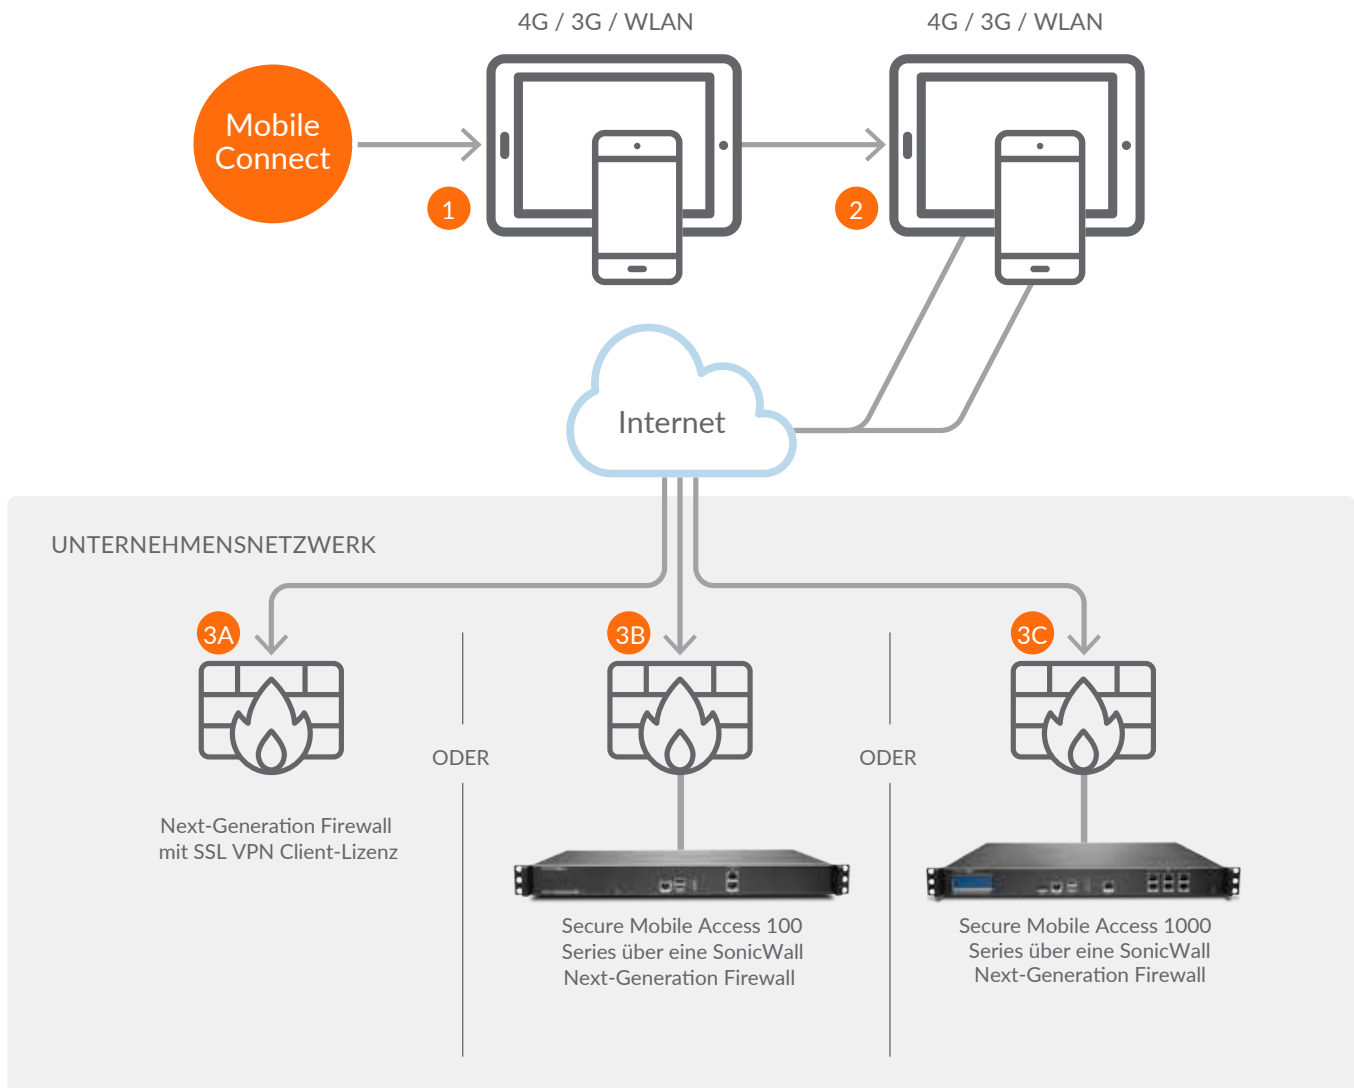 4G / 3G / WLAN
4G / 3G / WLAN
Mobile
Connect
1
2
Internet
UNTERNEHMENSNETZWERK
3A
3B
3C
ODER
ODER
Next-Generation Firewall
mit SSL VPN Client-Lizenz
Secure Mobile Access 100
Series über eine SonicWall
Next-Generation Firewall
Secure Mobile Access 1000
Series über eine SonicWall
Next-Generation Firewall